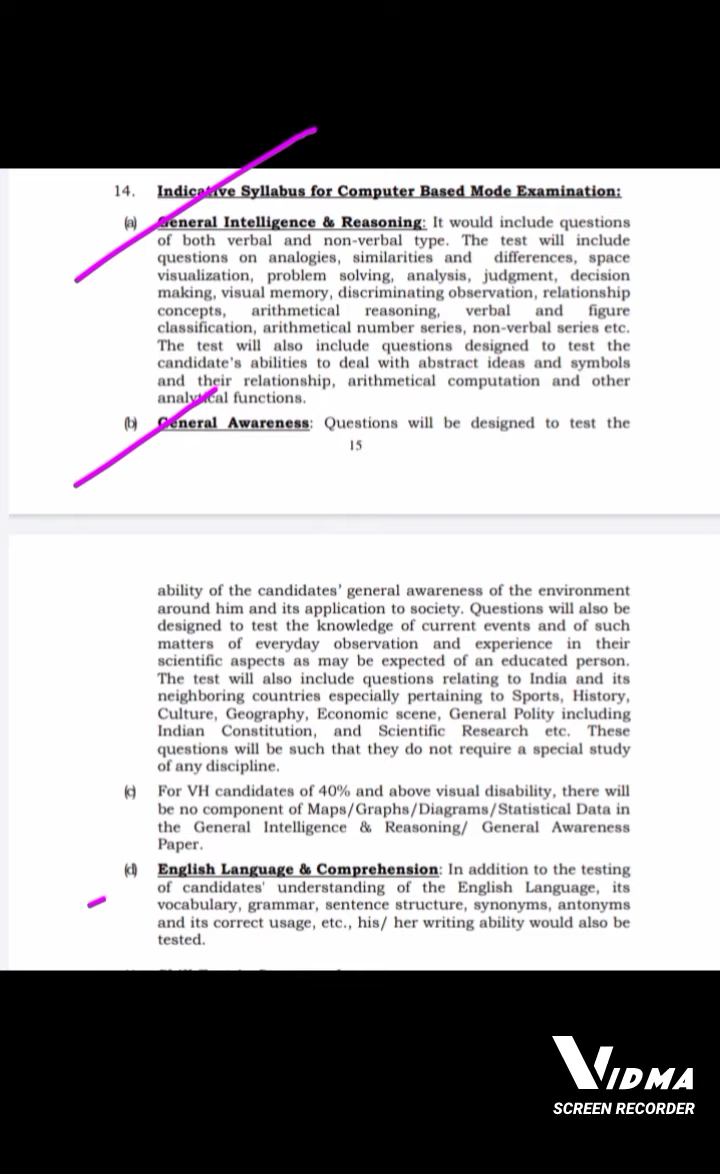 14. Indicative Syllabus for Computer Based Mode Examination:
(a) General Intelligence & Reasoning: It would include questions
of both verbal and non-verbal type. The test will include
questions on analogies, similarities and differences, space
visualization, problem solving, analysis, judgment, decision
making, visual memory, discriminating observation, relationship
concepts, arithmetical reasoning, verbal and figure
classification, arithmetical number series, non-verbal series etc.
The test will also include questions designed to test the
candidate's abilities to deal with abstract ideas and symbols
and their relationship, arithmetical computation and other
analytical functions.
(b) General Awareness: Questions will be designed to test the
15
ability of the candidates' general awareness of the environment
around him and its application to society. Questions will also be
designed to test the knowledge of current events and of such
matters of everyday observation and experience in their
scientific aspects as may be expected of an educated person.
The test will also include questions relating to India and its
neighboring countries especially pertaining to Sports, History,
Culture, Geography, Economic scene, General Polity including
Indian Constitution, and Scientific Research etc. These
questions will be such that they do not require a special study
of any discipline.
(c) For VH candidates of 40% and above visual disability, there will
be no component of Maps/Graphs/Diagrams/Statistical Data in
the General Intelligence & Reasoning/ General Awareness
Paper.
(d) English Language & Comprehension: In addition to the testing
of candidates' understanding of the English Language, its
vocabulary, grammar, sentence structure, synonyms, antonyms
and its correct usage, etc., his/ her writing ability would also be
tested.
VIDMA
SCREEN RECORDER